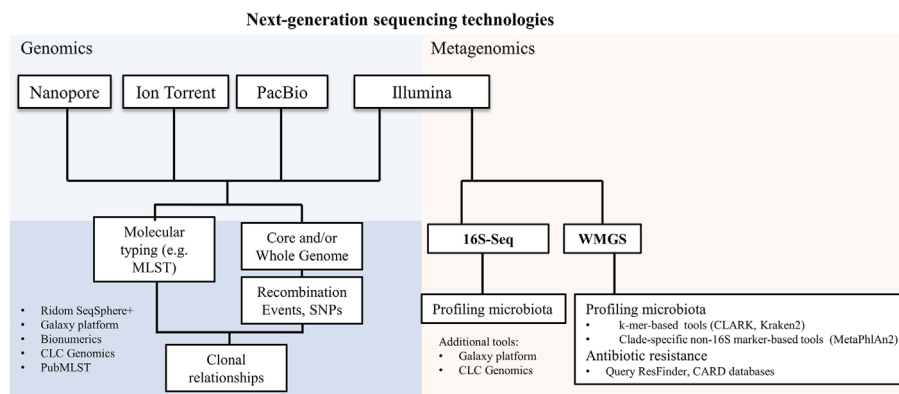 Next-generation sequencing technologies
Genomics
Metagenomics
Nanopore
Ion Torrent
PacBio
Illumina
Molecular
typing (e.g.
MLST)
Core and/or
Whole Genome
Recombination
Events, SNPs
Clonal
relationships
• Ridom SeqSphere+
• Galaxy platform
• Bionumerics
• CLC Genomics
• PubMLST
16S-Seq
WMGS
Profiling microbiota
Additional tools:
• Galaxy platform
• CLC Genomics
Profiling microbiota
• k-mer-based tools (CLARK, Kraken2)
• Clade-specific non-16S marker-based tools (MetaPhlAn2)
Antibiotic resistance
• Query ResFinder, CARD databases